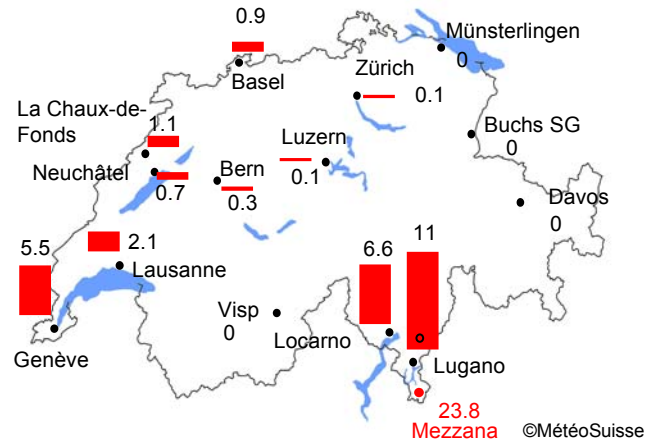 0.9
Basel
Münsterlingen
0
Zürich
0.1
La Chaux-de-
Fonds
1.1
Buchs SG
0
Luzern
0.1
Neuchâtel
0.7
Bern
0.3
Davos
0
5.5
2.1
Lausanne
6.6
11
Visp
0
Locarno
Genève
Lugano
23.8
Mezzana
©MétéoSuisse